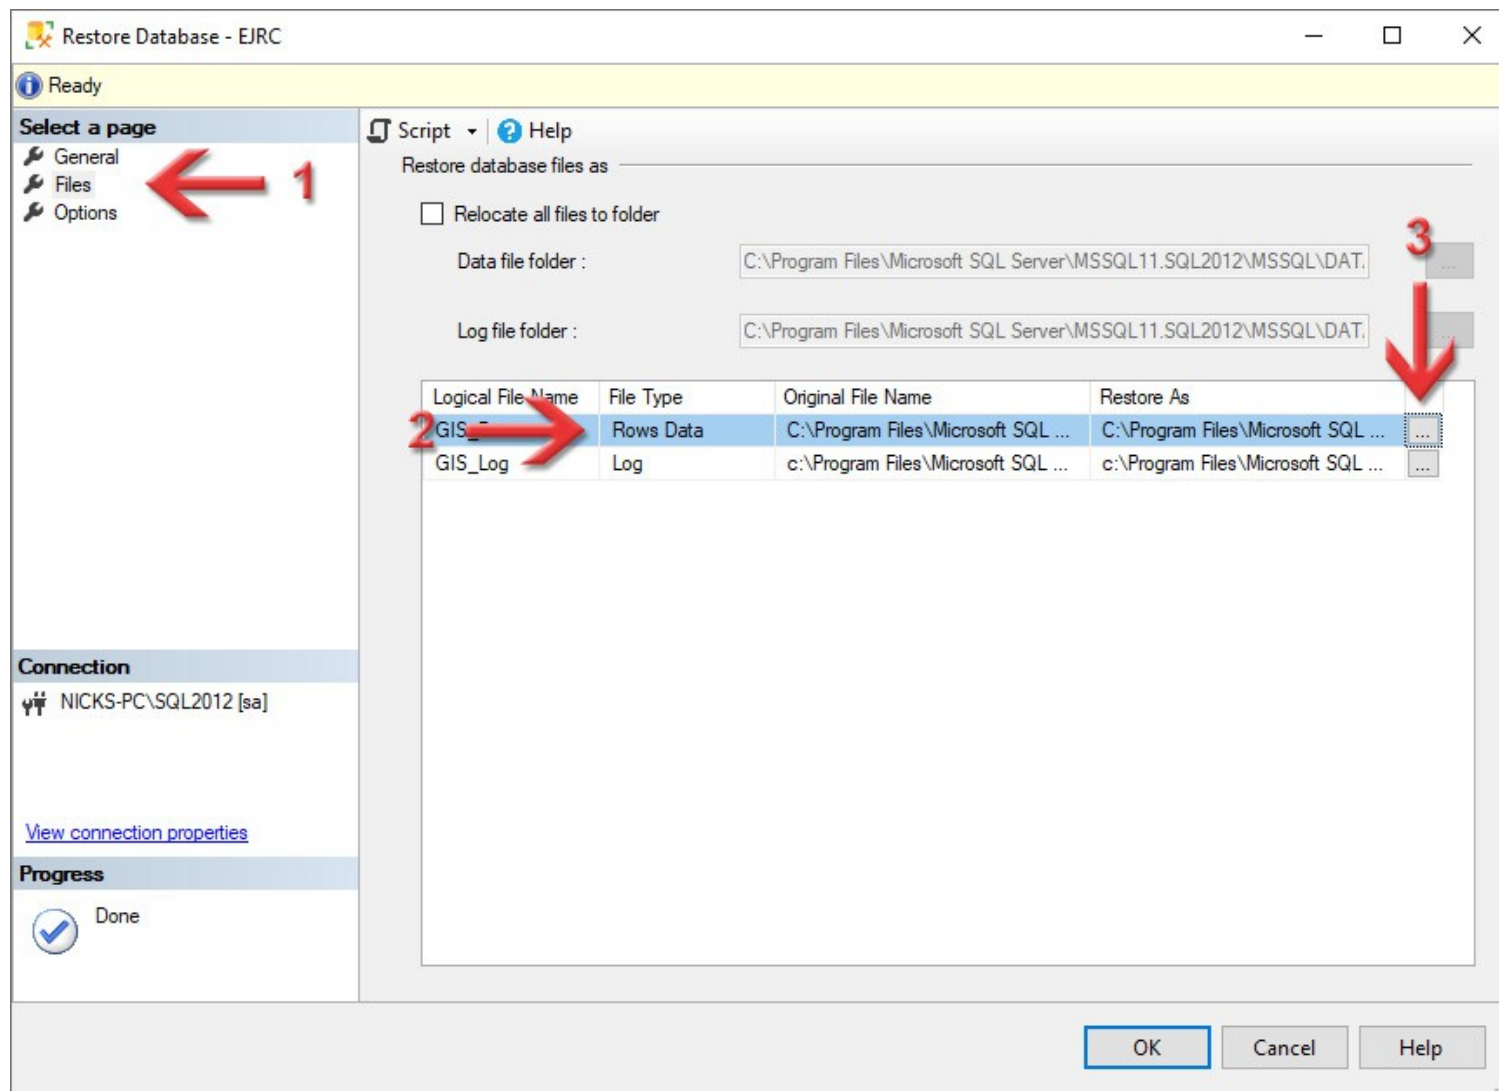 Restore Database - EJRC
Ready
Select a page
General
Files
Options
1
Connection
NICKS-PC\SQL2012 [sa]
View connection properties
Progress
Done
Script
Help
Restore database files as
Relocate all files to folder
3
Data file folder : C:\Program Files\Microsoft SQL Server\MSSQL11.SQL2012\MSSQL\DAT. ...
Log file folder : C:\Program Files\Microsoft SQL Server\MSSQL11.SQL2012\MSSQL\DAT. ...
Logical File Name File Type Original File Name Restore As
2 Rows Data C:\Program Files\Microsoft SQL ... C:\Program Files\Microsoft SQL ... ...
GIS_Log Log c:\Program Files\Microsoft SQL ... c:\Program Files\Microsoft SQL ... ...
OK Cancel Help